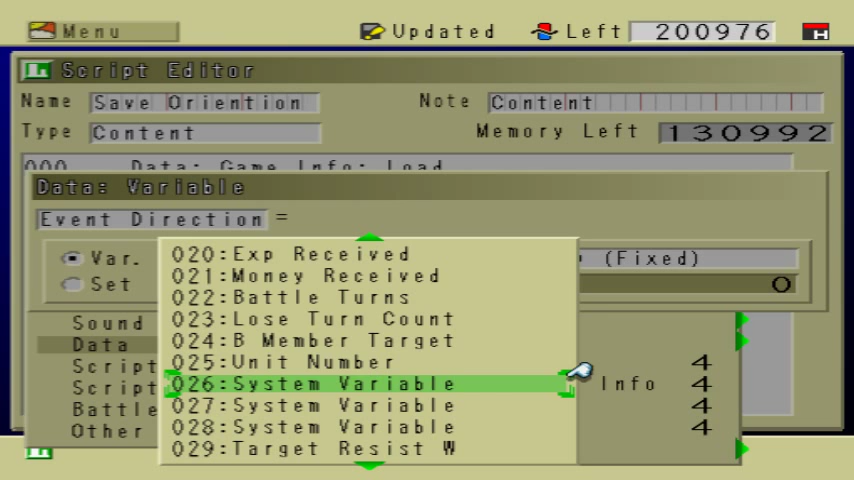 Menu Updated Left 200976
Script Editor
Name Save Oriention Note Content
Type Content Memory Left 130992
000 Data: Game Info: Load
Data: Variable
Event Direction =
Var. (Fixed)
Set 0
020:Exp Received
021:Money Received
022:Battle Turns
023:Lose Turn Count
024:B Member Target
025:Unit Number
026:System Variable
027:System Variable
028:System Variable
029:Target Resist W
Sound
Data
Script 4
Script Info 4
Battle 4
Other 4